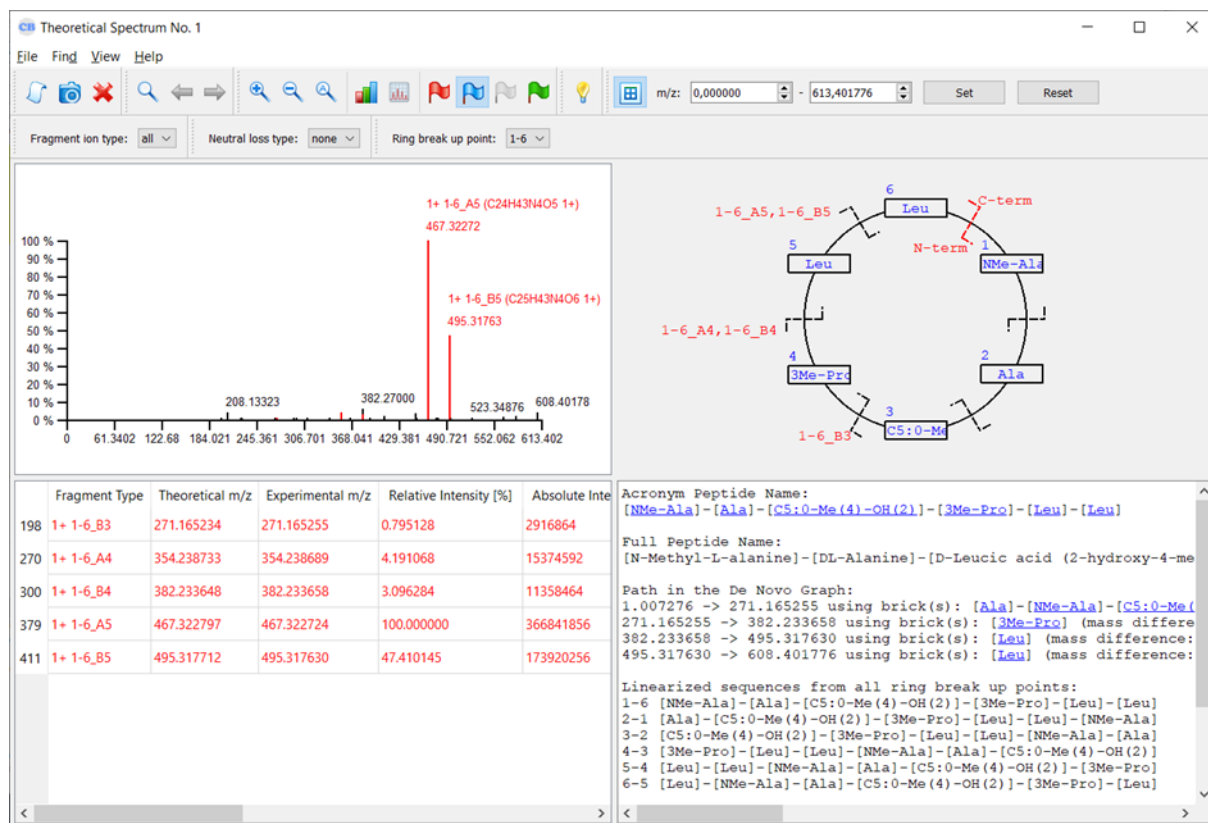 CB Theoretical Spectrum No. 1
File Find View Help
m/z: 0,000000 - 613,401776 Set Reset
Fragment ion type: all Neutral loss type: none Ring break up point: 1-6
1+ 1-6_A5 (C24H43N4O5 1+)
467.32272
1+ 1-6_B5 (C25H43N4O6 1+)
495.31763
100 %
90 %
80 %
70 %
60 %
50 %
40 %
30 %
20 %
10 %
0 %
208.13323 382.27000 523.34876 608.40178
0 61.3402 122.68 184.021 245.361 306.701 368.041 429.381 490.721 552.062 613.402
6
Leu
C-term
1-6_A5,1-6_B5
N-term
1
NMe-Ala
5
Leu
1-6_A4,1-6_B4
4
3Me-Pro
2
Ala
3
C5:0-Me
1-6_B3
Fragment Type Theoretical m/z Experimental m/z Relative Intensity [%] Absolute Inte
198 1+ 1-6_B3 271.165234 271.165255 0.795128 2916864
270 1+ 1-6_A4 354.238733 354.238689 4.191068 15374592
300 1+ 1-6_B4 382.233648 382.233658 3.096284 11358464
379 1+ 1-6_A5 467.322797 467.322724 100.000000 366841856
411 1+ 1-6_B5 495.317712 495.317630 47.410145 173920256
Acronym Peptide Name:
[NMe-Ala]-[Ala]-[C5:0-Me(4)-OH(2)]-[3Me-Pro]-[Leu]-[Leu]
Full Peptide Name:
[N-Methyl-L-alanine]-[DL-Alanine]-[D-Leucic acid (2-hydroxy-4-me
Path in the De Novo Graph:
1.007276 -> 271.165255 using brick(s): [Ala]-[NMe-Ala]-[C5:0-Me(
271.165255 -> 382.233658 using brick(s): [3Me-Pro] (mass differe
382.233658 -> 495.317630 using brick(s): [Leu] (mass difference:
495.317630 -> 608.401776 using brick(s): [Leu] (mass difference:
Linearized sequences from all ring break up points:
1-6 [NMe-Ala]-[Ala]-[C5:0-Me(4)-OH(2)]-[3Me-Pro]-[Leu]-[Leu]
2-1 [Ala]-[C5:0-Me(4)-OH(2)]-[3Me-Pro]-[Leu]-[Leu]-[NMe-Ala]
3-2 [C5:0-Me(4)-OH(2)]-[3Me-Pro]-[Leu]-[Leu]-[NMe-Ala]-[Ala]
4-3 [3Me-Pro]-[Leu]-[Leu]-[NMe-Ala]-[Ala]-[C5:0-Me(4)-OH(2)]
5-4 [Leu]-[Leu]-[NMe-Ala]-[Ala]-[C5:0-Me(4)-OH(2)]-[3Me-Pro]
6-5 [Leu]-[NMe-Ala]-[Ala]-[C5:0-Me(4)-OH(2)]-[3Me-Pro]-[Leu]